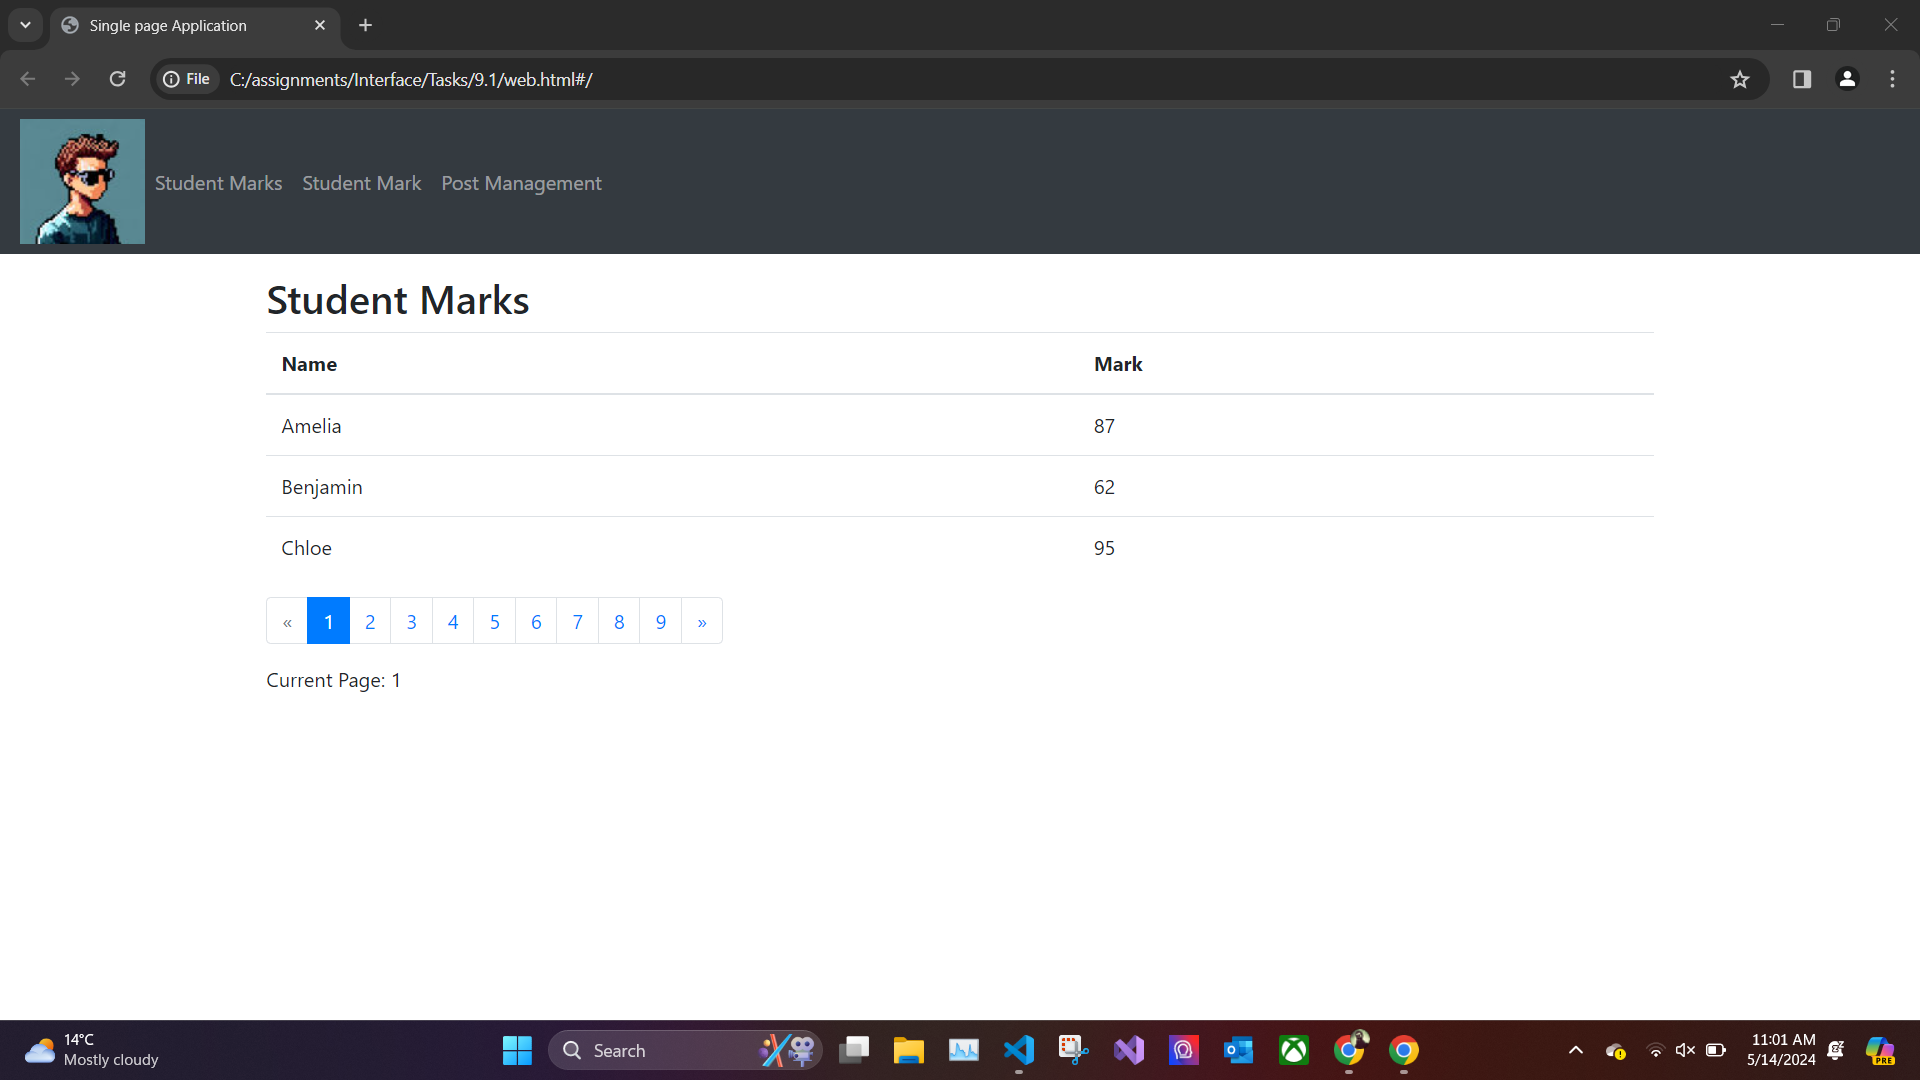 Single page Application
File C:/assignments/Interface/Tasks/9.1/web.html#/
Student Marks Student Mark Post Management
Student Marks
Name Mark
Amelia 87
Benjamin 62
Chloe 95
« 1 2 3 4 5 6 7 8 9 »
Current Page: 1
14°C
Mostly cloudy
Search
11:01 AM
5/14/2024
PRE